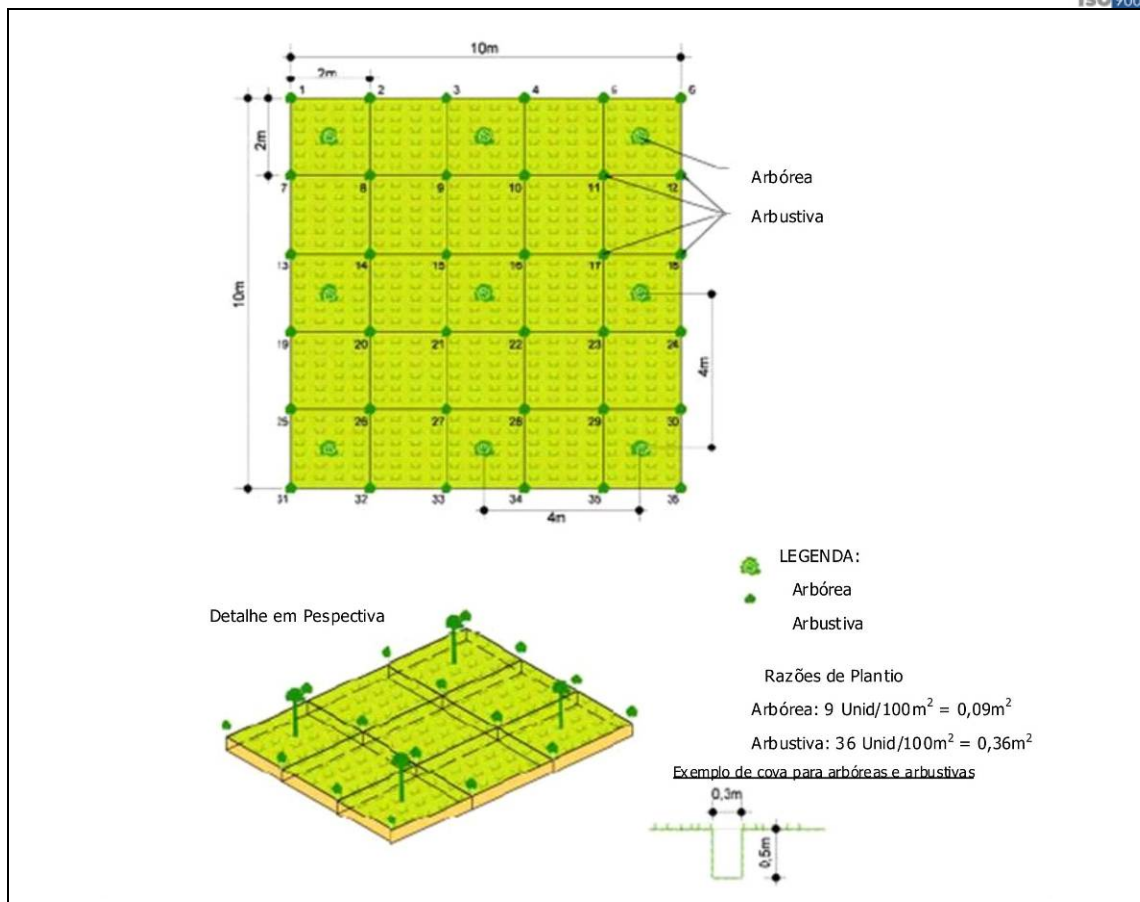 ISO 900
10m
2m
1 2 3 4 5 6
2m
Arbórea
7 8 9 10 11 12
Arbustiva
10m
13 14 15 16 17 18
19 20 21 22 23 24
4m
25 26 27 28 29 30
31 32 33 34 35 36
4m
LEGENDA:
Arbórea
Arbustiva
Detalhe em Pespectiva
Razões de Plantio
Arbórea: 9 Unid/100m² = 0,09m²
Arbustiva: 36 Unid/100m² = 0,36m²
Exemplo de cova para arbóreas e arbustivas
0,3m
0,5m